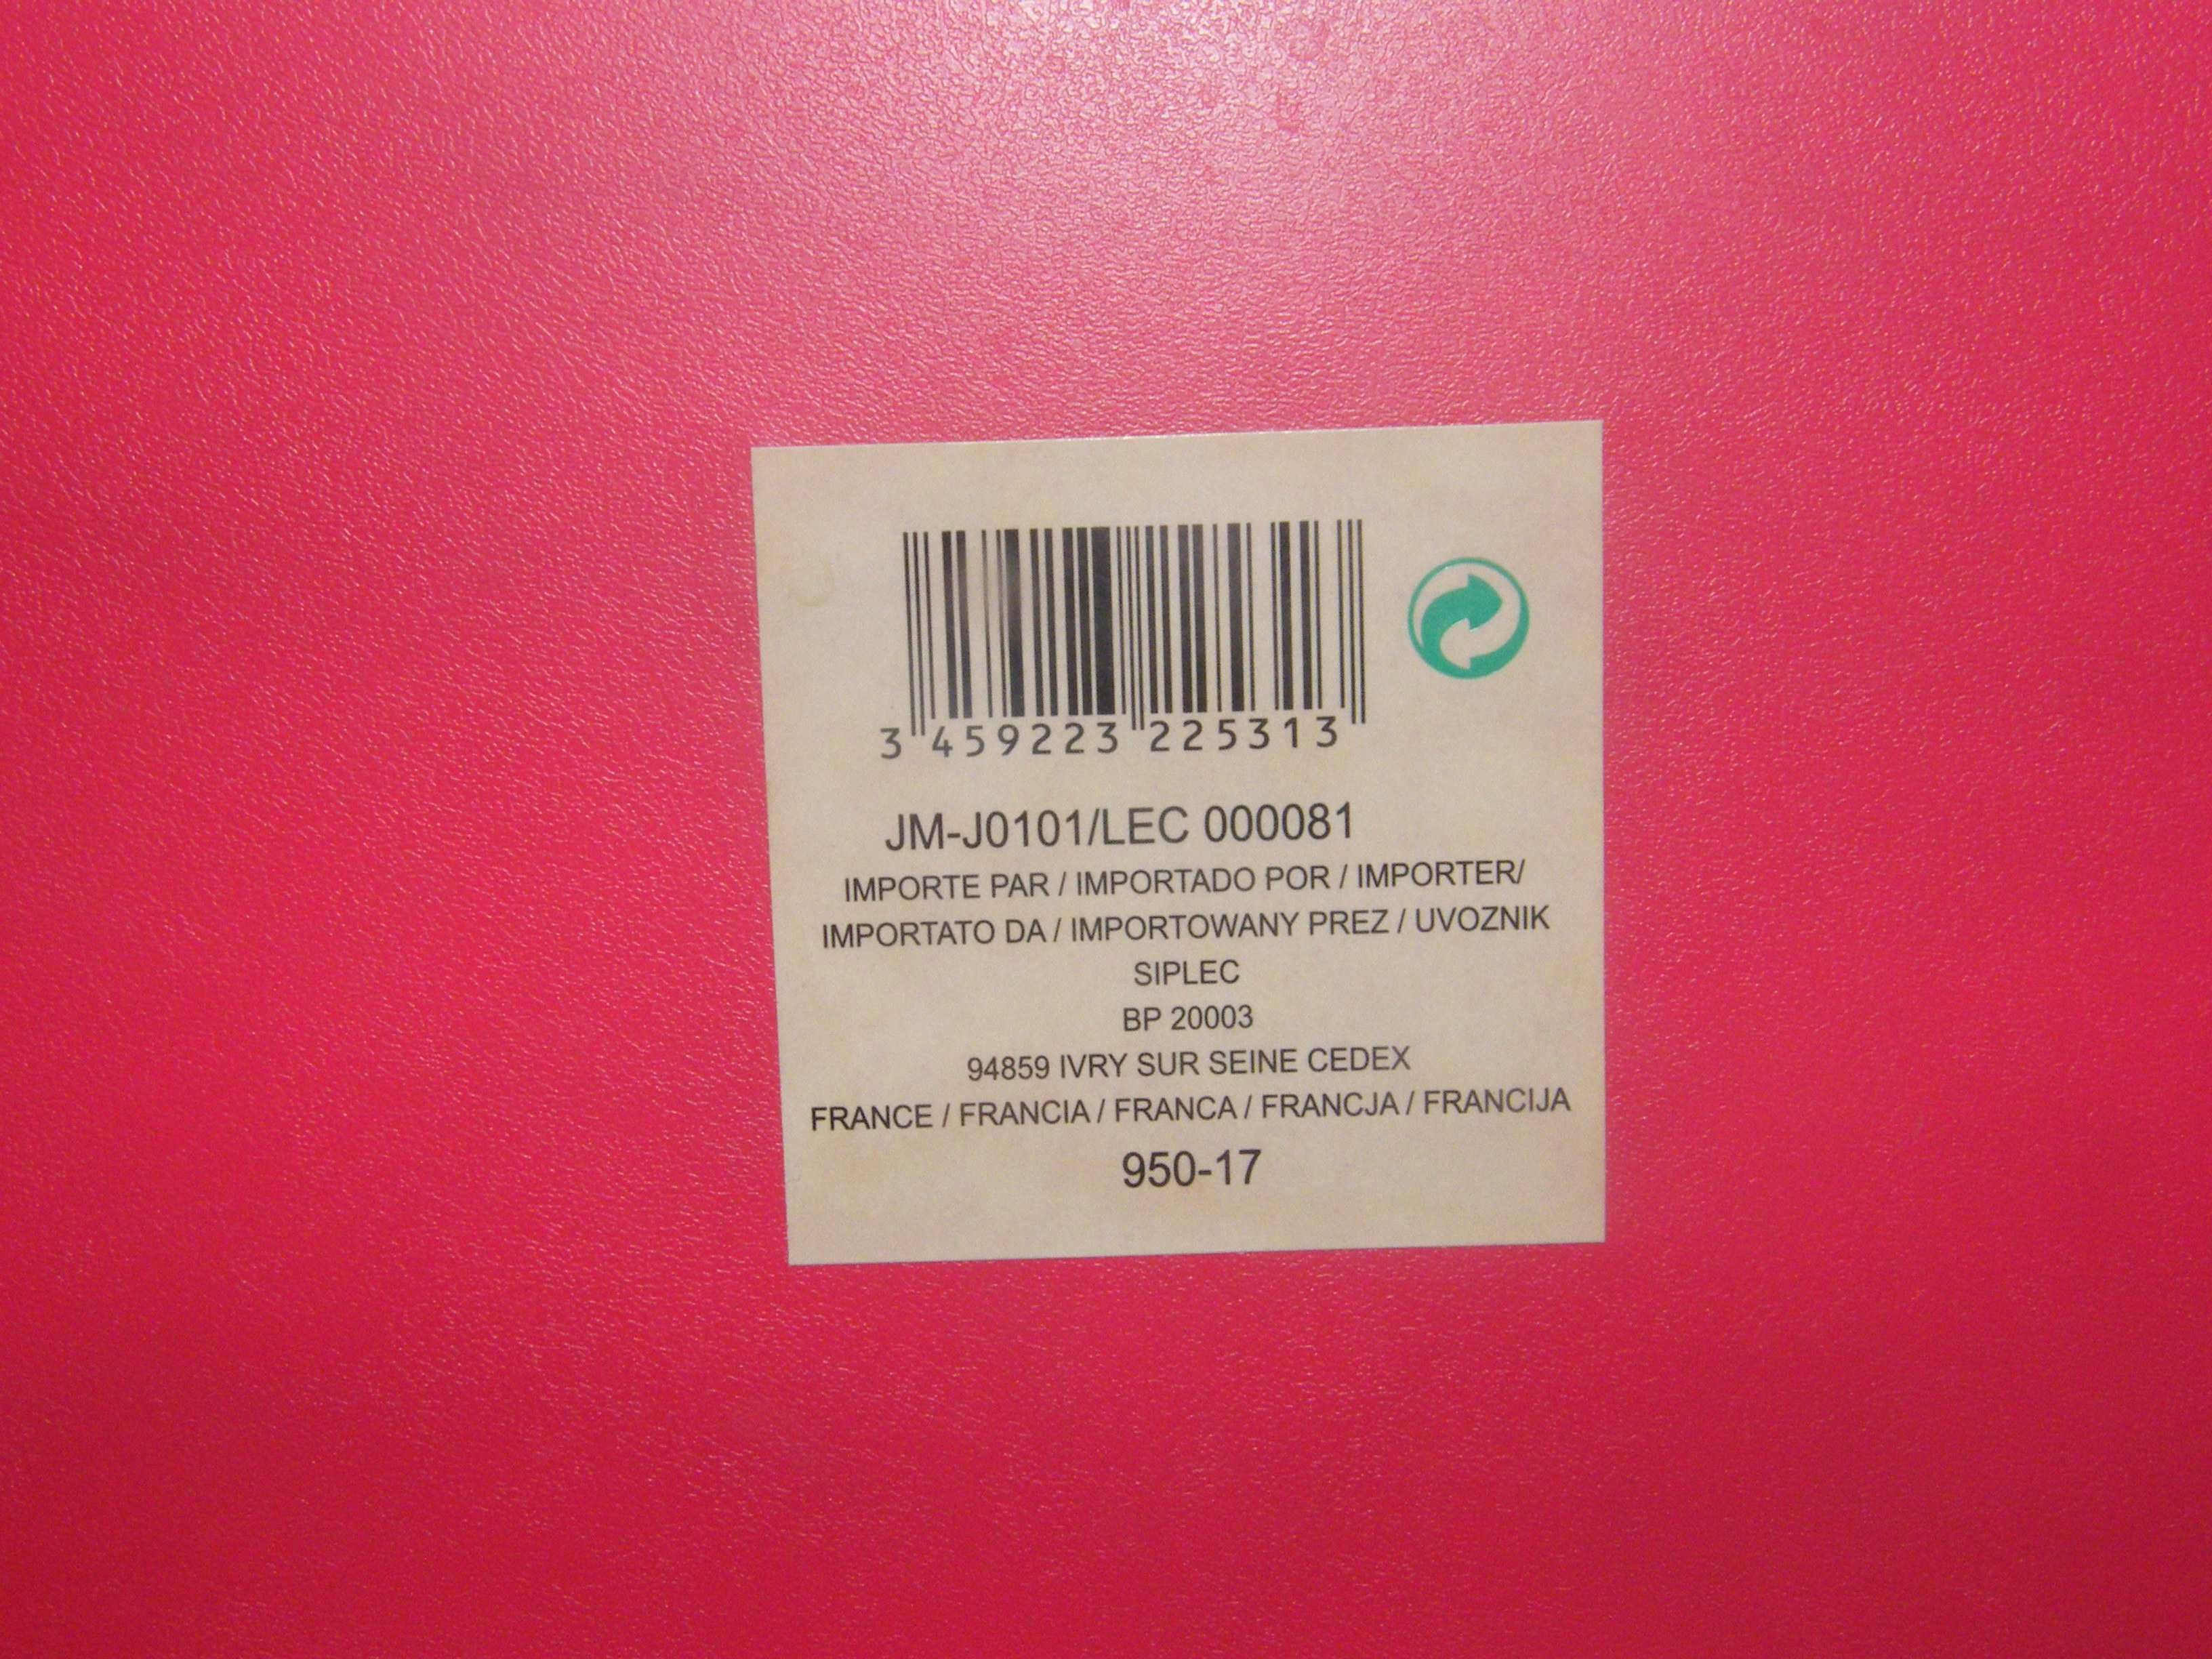 3 459223 225313
JM-J0101/LEC 000081
IMPORTE PAR / IMPORTADO POR / IMPORTER/
IMPORTATO DA / IMPORTOWANY PREZ / UVOZNIK
SIPLEC
BP 20003
94859 IVRY SUR SEINE CEDEX
FRANCE / FRANCIA / FRANCA / FRANCJA / FRANCIJA
950-17